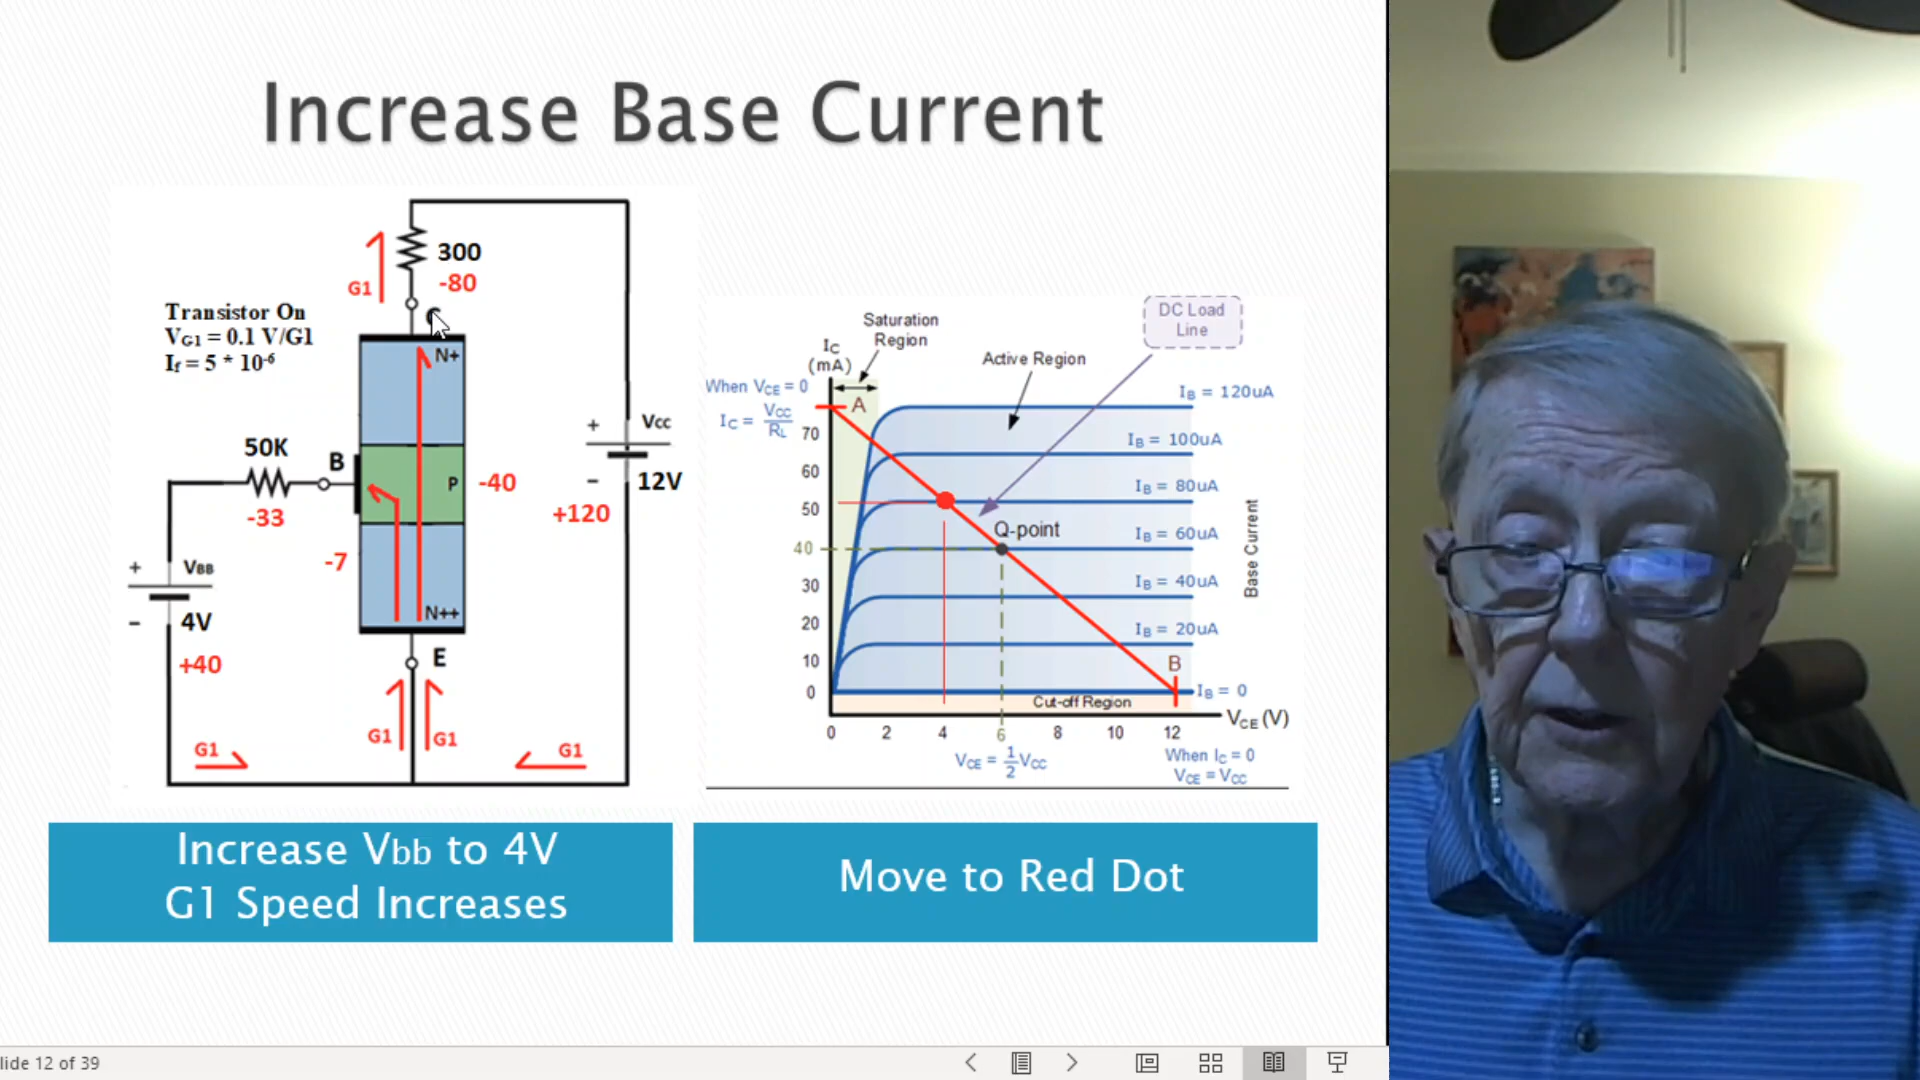 Increase Base Current
300
-80
G1
C
Transistor On
VG1 = 0.1 V/G1
If = 5 * 10-6
N+
50K
B
P
-40
-33
-7
N++
+
VBB
-
4V
+40
+
Vcc
-
12V
+120
E
G1
G1
G1
G1
Saturation
Region
DC Load
Line
IC
(mA)
Active Region
When VCE = 0
IC = VCC
RL
A
IB = 120uA
70
IB = 100uA
60
IB = 80uA
50
Q-point
IB = 60uA
40
30
IB = 40uA
20
IB = 20uA
10
B
0
IB = 0
Base Current
Cut-off Region
VCE (V)
0 2 4 6 8 10 12
VCE = 1/2 VCC
When IC = 0
VCE = VCC
Increase Vbb to 4V
G1 Speed Increases
Move to Red Dot
lide 12 of 39